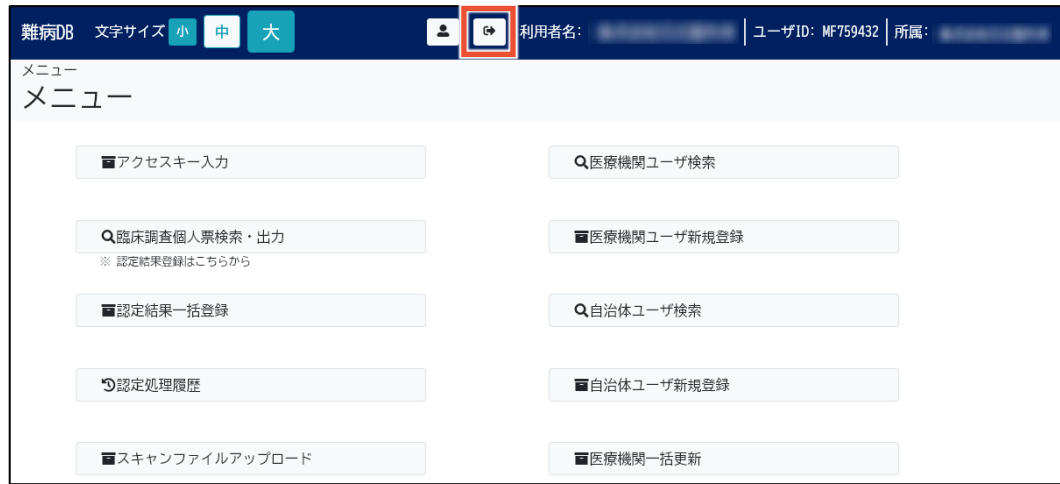 難病DB 文字サイズ 小 中 大 利用者名: ユーザID: MF759432 所属:
メニュー
メニュー
アクセスキー入力
医療機関ユーザ検索
臨床調査個人票検索・出力
※ 認定結果登録はこちらから
医療機関ユーザ新規登録
認定結果一括登録
自治体ユーザ検索
認定処理履歴
自治体ユーザ新規登録
スキャンファイルアップロード
医療機関一括更新